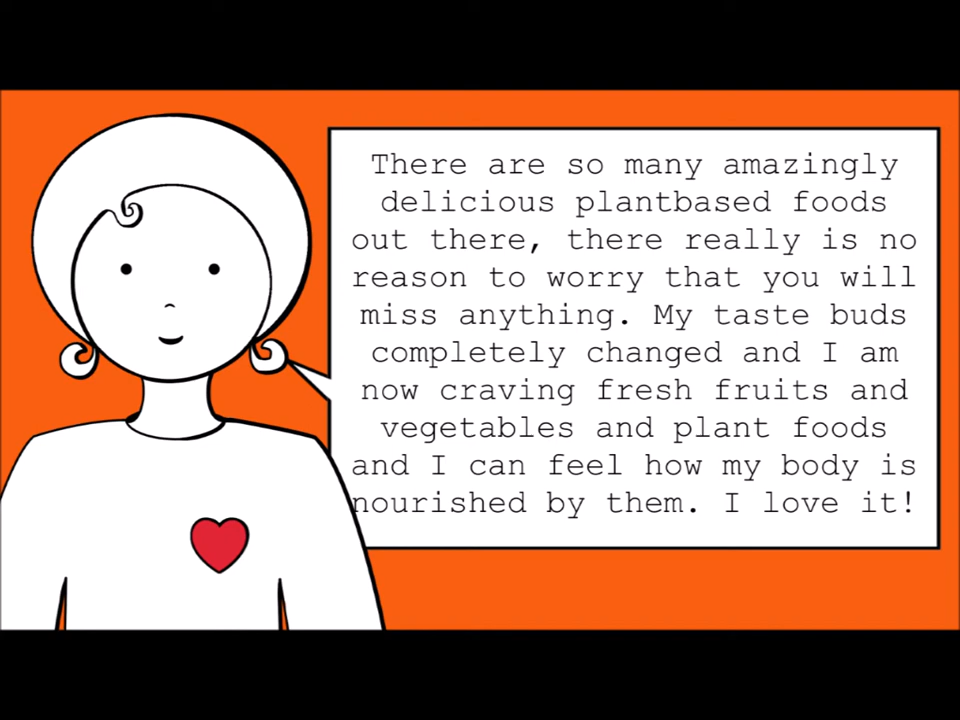 There are so many amazingly
delicious plantbased foods
out there, there really is no
reason to worry that you will
miss anything. My taste buds
completely changed and I am
now craving fresh fruits and
vegetables and plant foods
and I can feel how my body is
nourished by them. I love it!